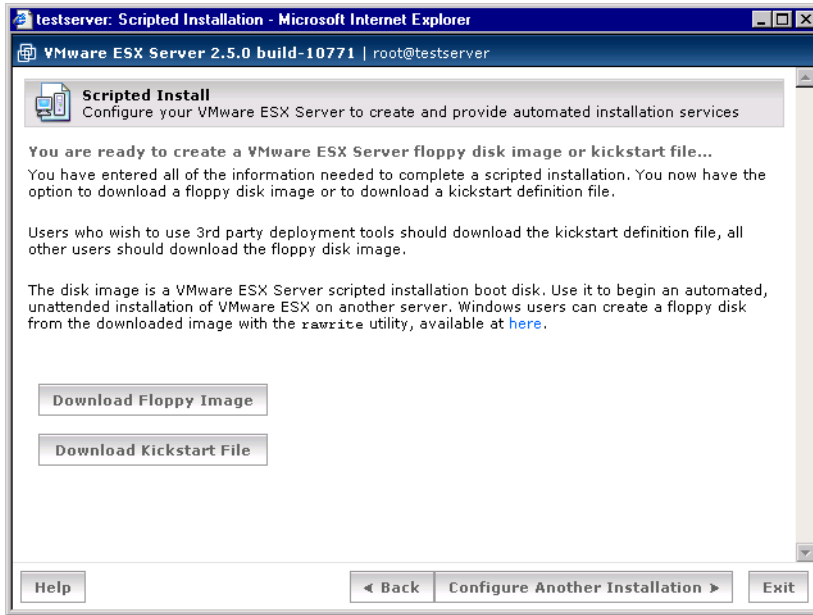 testserver: Scripted Installation - Microsoft Internet Explorer
VMware ESX Server 2.5.0 build-10771 | root@testserver
Scripted Install
Configure your VMware ESX Server to create and provide automated installation services
You are ready to create a VMware ESX Server floppy disk image or kickstart file...
You have entered all of the information needed to complete a scripted installation. You now have the
option to download a floppy disk image or to download a kickstart definition file.
Users who wish to use 3rd party deployment tools should download the kickstart definition file, all
other users should download the floppy disk image.
The disk image is a VMware ESX Server scripted installation boot disk. Use it to begin an automated,
unattended installation of VMware ESX on another server. Windows users can create a floppy disk
from the downloaded image with the rawrite utility, available at here.
Download Floppy Image
Download Kickstart File
Help
Back
Configure Another Installation
Exit